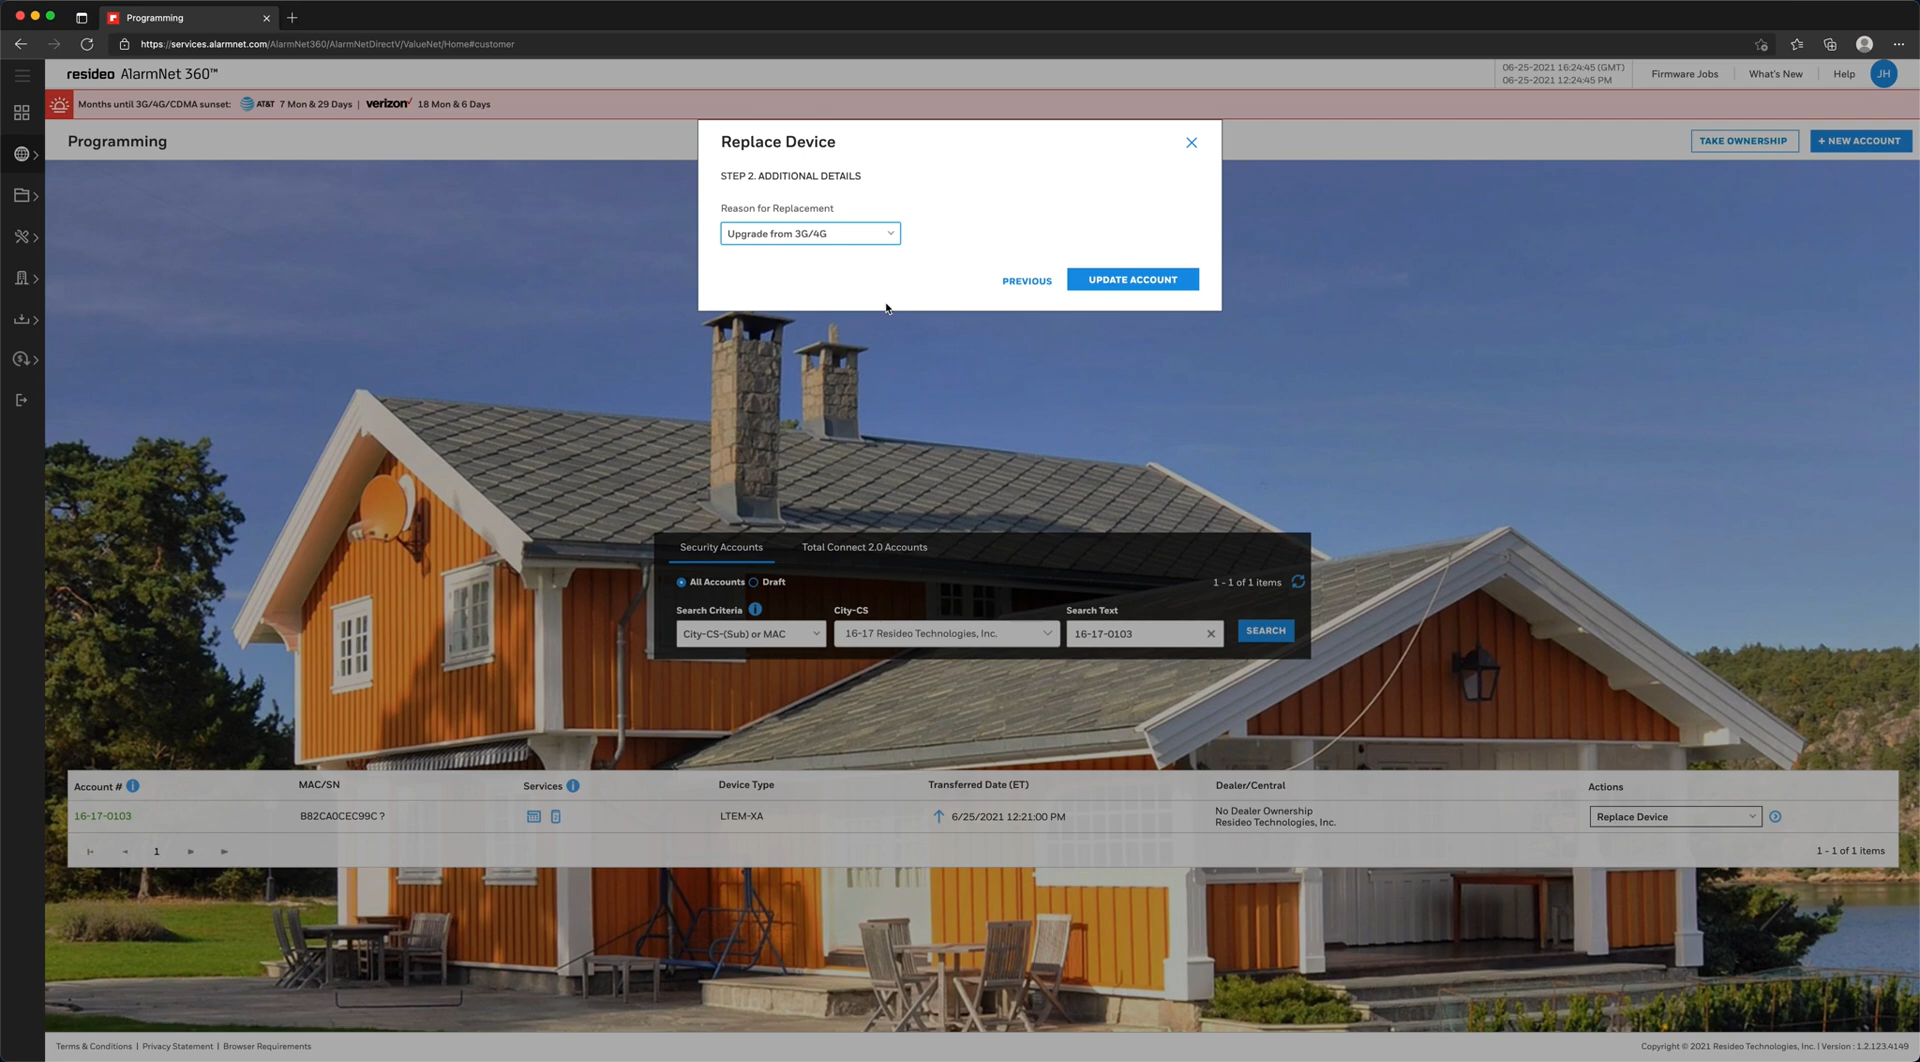 Programming
https://services.alarmnet.com/AlarmNet360/AlarmNetDirectV/ValueNet/Home#customer
resideo AlarmNet 360™
06-25-2021 16:24:45 (GMT)
06-25-2021 12:24:45 PM
Firmware Jobs
What's New
Help
JH
Months until 3G/4G/CDMA sunset: AT&T 7 Mon & 29 Days | verizon✓ 18 Mon & 6 Days
Programming
TAKE OWNERSHIP
+ NEW ACCOUNT
Replace Device
STEP 2. ADDITIONAL DETAILS
Reason for Replacement
Upgrade from 3G/4G
PREVIOUS
UPDATE ACCOUNT
Security Accounts
Total Connect 2.0 Accounts
All Accounts
Draft
1 - 1 of 1 items
Search Criteria
City-CS
Search Text
City-CS-(Sub) or MAC
16-17 Resideo Technologies, Inc.
16-17-0103
SEARCH
Account #
MAC/SN
Services
Device Type
Transferred Date (ET)
Dealer/Central
Actions
16-17-0103
B82CA0CEC99C ?
LTEM-XA
6/25/2021 12:21:00 PM
No Dealer Ownership
Resideo Technologies, Inc.
Replace Device
1
1 - 1 of 1 items
Terms & Conditions | Privacy Statement | Browser Requirements
Copyright © 2021 Resideo Technologies, Inc. | Version : 1.2.123.4149